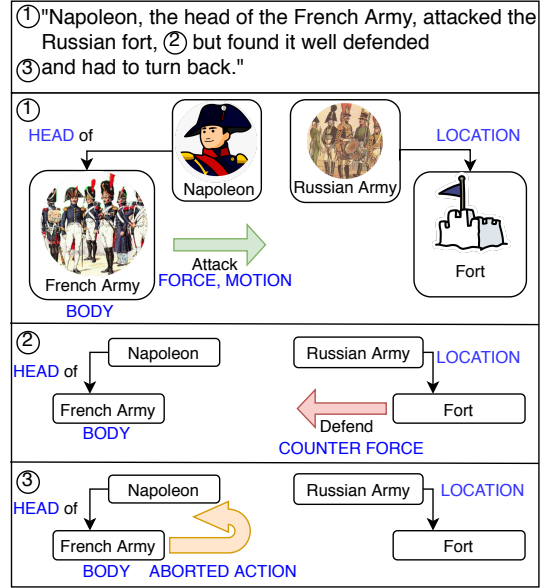 ① "Napoleon, the head of the French Army, attacked the
Russian fort, ② but found it well defended
③ and had to turn back."
①
HEAD of
Napoleon
Russian Army
LOCATION
French Army
BODY
Attack
FORCE, MOTION
Fort
②
HEAD of
Napoleon
French Army
BODY
Russian Army
LOCATION
Fort
Defend
COUNTER FORCE
③
HEAD of
Napoleon
French Army
BODY ABORTED ACTION
Russian Army
LOCATION
Fort